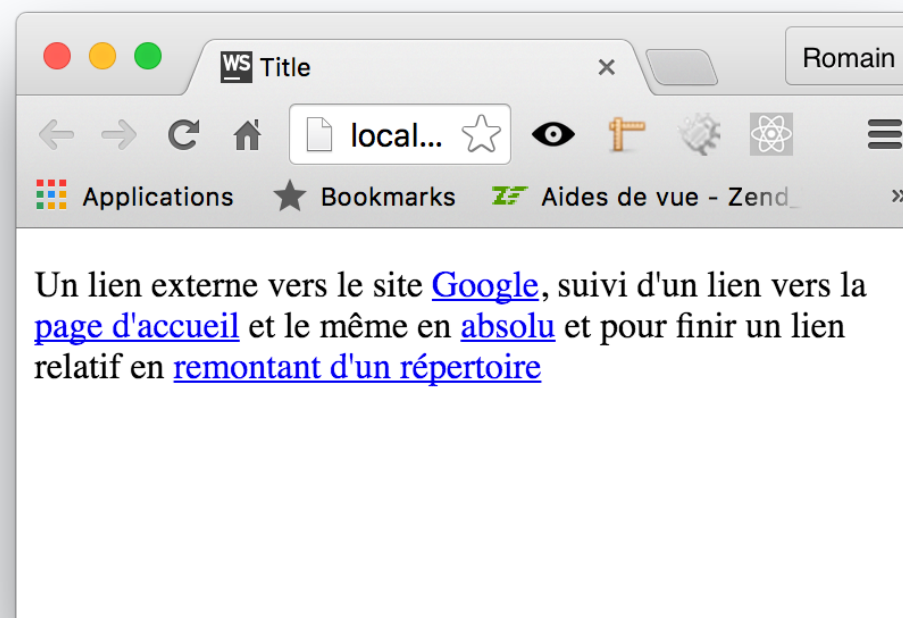 WS Title
Romain
local...
Applications Bookmarks ZF Aides de vue - Zend_
Un lien externe vers le site Google, suivi d'un lien vers la
page d'accueil et le même en absolu et pour finir un lien
relatif en remontant d'un répertoire